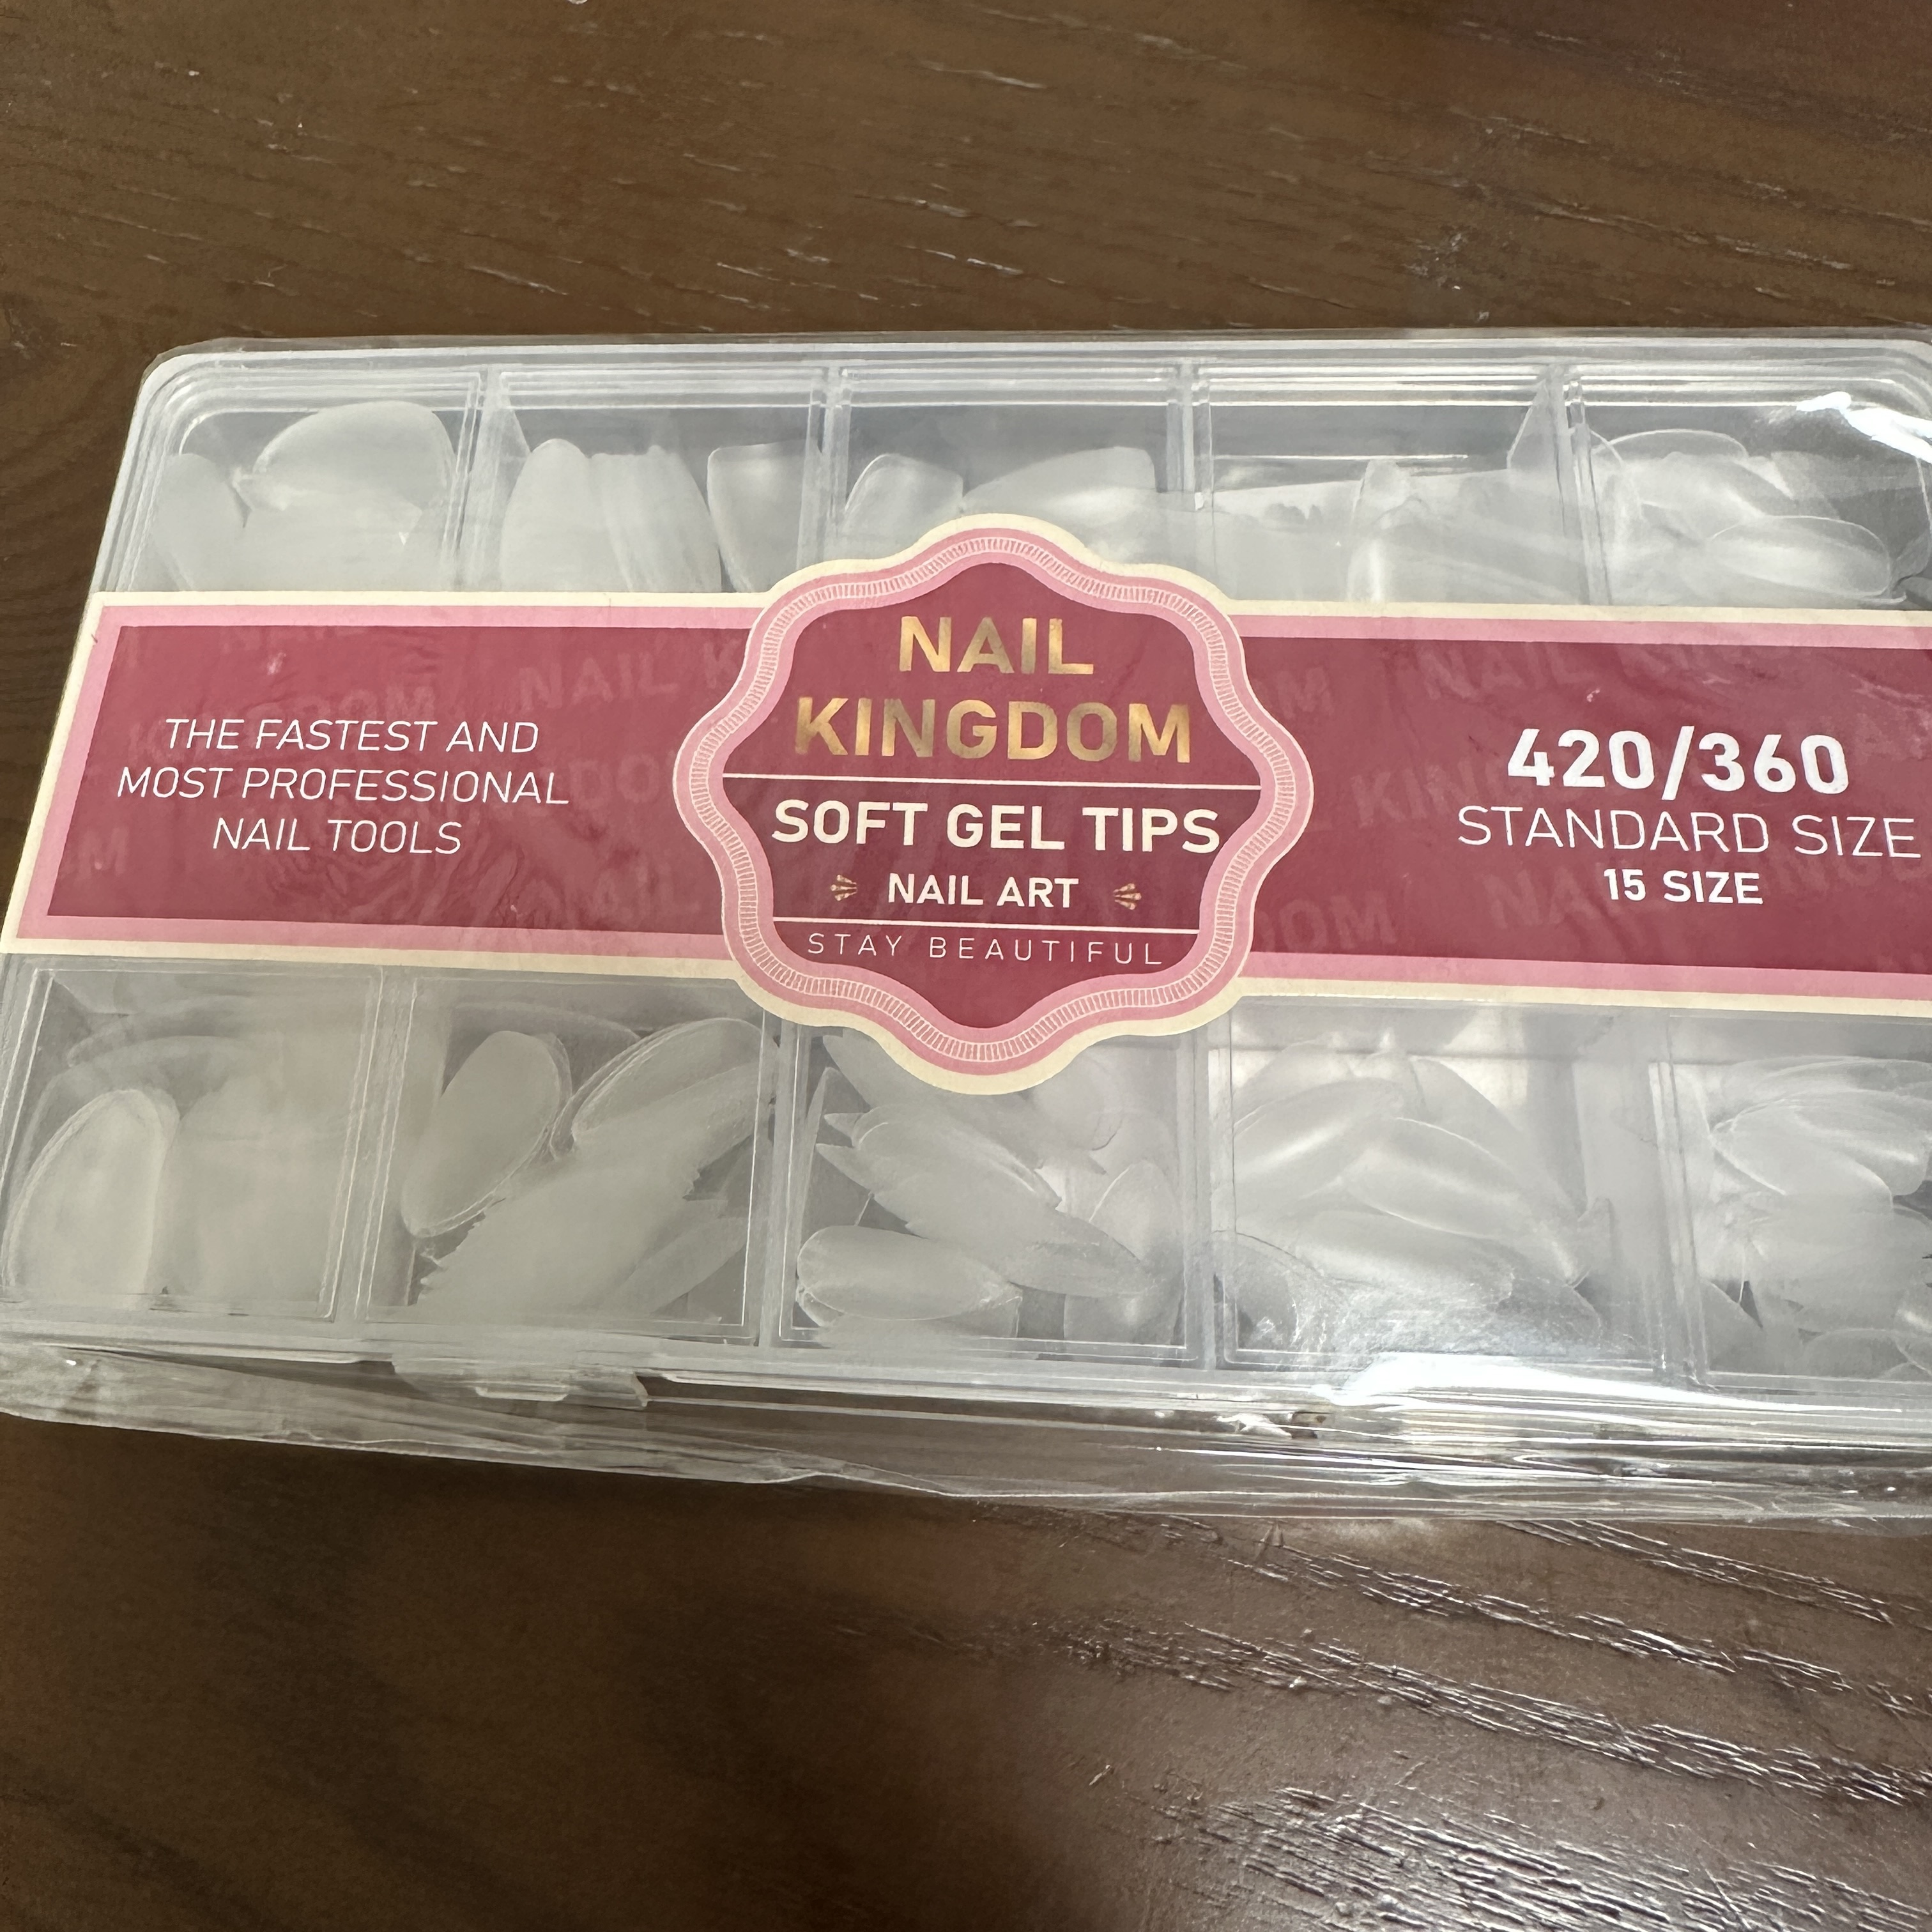 THE FASTEST AND
MOST PROFESSIONAL
NAIL TOOLS
NAIL
KINGDOM
SOFT GEL TIPS
NAIL ART
STAY BEAUTIFUL
420/360
STANDARD SIZE
15 SIZE